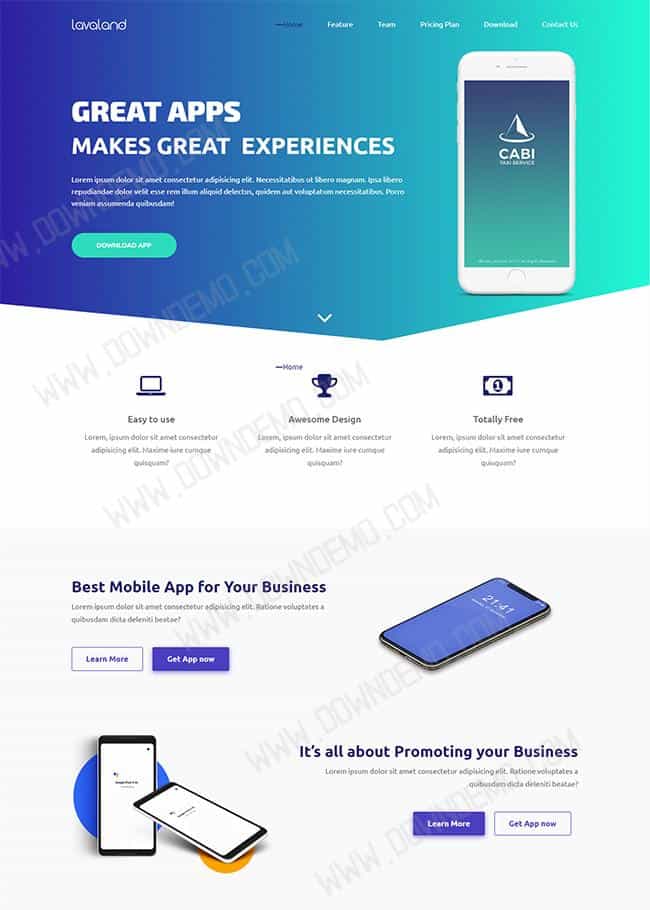 lavaland
Home
Feature
Team
Pricing Plan
Download
Contact Us
GREAT APPS
MAKES GREAT EXPERIENCES
Lorem ipsum dolor sit amet consectetur adipisicing elit. Necessitatibus ut libero magnam. Ipsa libero
repudiandae dolor velit esse rem illum aliquid delectus, quidem aut voluptatum necessitatibus. Porro
veniam assumenda quibusdam!
DOWNLOAD APP
CABI
TAXI SERVICE
Home
Easy to use
Lorem, ipsum dolor sit amet consectetur
adipisicing elit. Maxime iure cumque
quisquam?
Awesome Design
Lorem, ipsum dolor sit amet consectetur
adipisicing elit. Maxime iure cumque
quisquam?
Totally Free
Lorem, ipsum dolor sit amet consectetur
adipisicing elit. Maxime iure cumque
quisquam?
Best Mobile App for Your Business
Lorem ipsum dolor sit amet consectetur adipisicing elit. Ratione voluptates a
quibusdam dicta deleniti beatae?
Learn More
Get App now
21:41
It's all about Promoting your Business
Lorem ipsum dolor sit amet consectetur adipisicing elit. Ratione voluptates a
quibusdam dicta deleniti beatae?
Learn More
Get App now
WWW.DOWNDEMO.COM
WWW.DOWNDEMO.COM
WWW.DOWNDEMO.COM
WWW.DOWNDEMO.COM
WWW.DOWNDEMO.COM
WWW.DOWNDEMO.COM